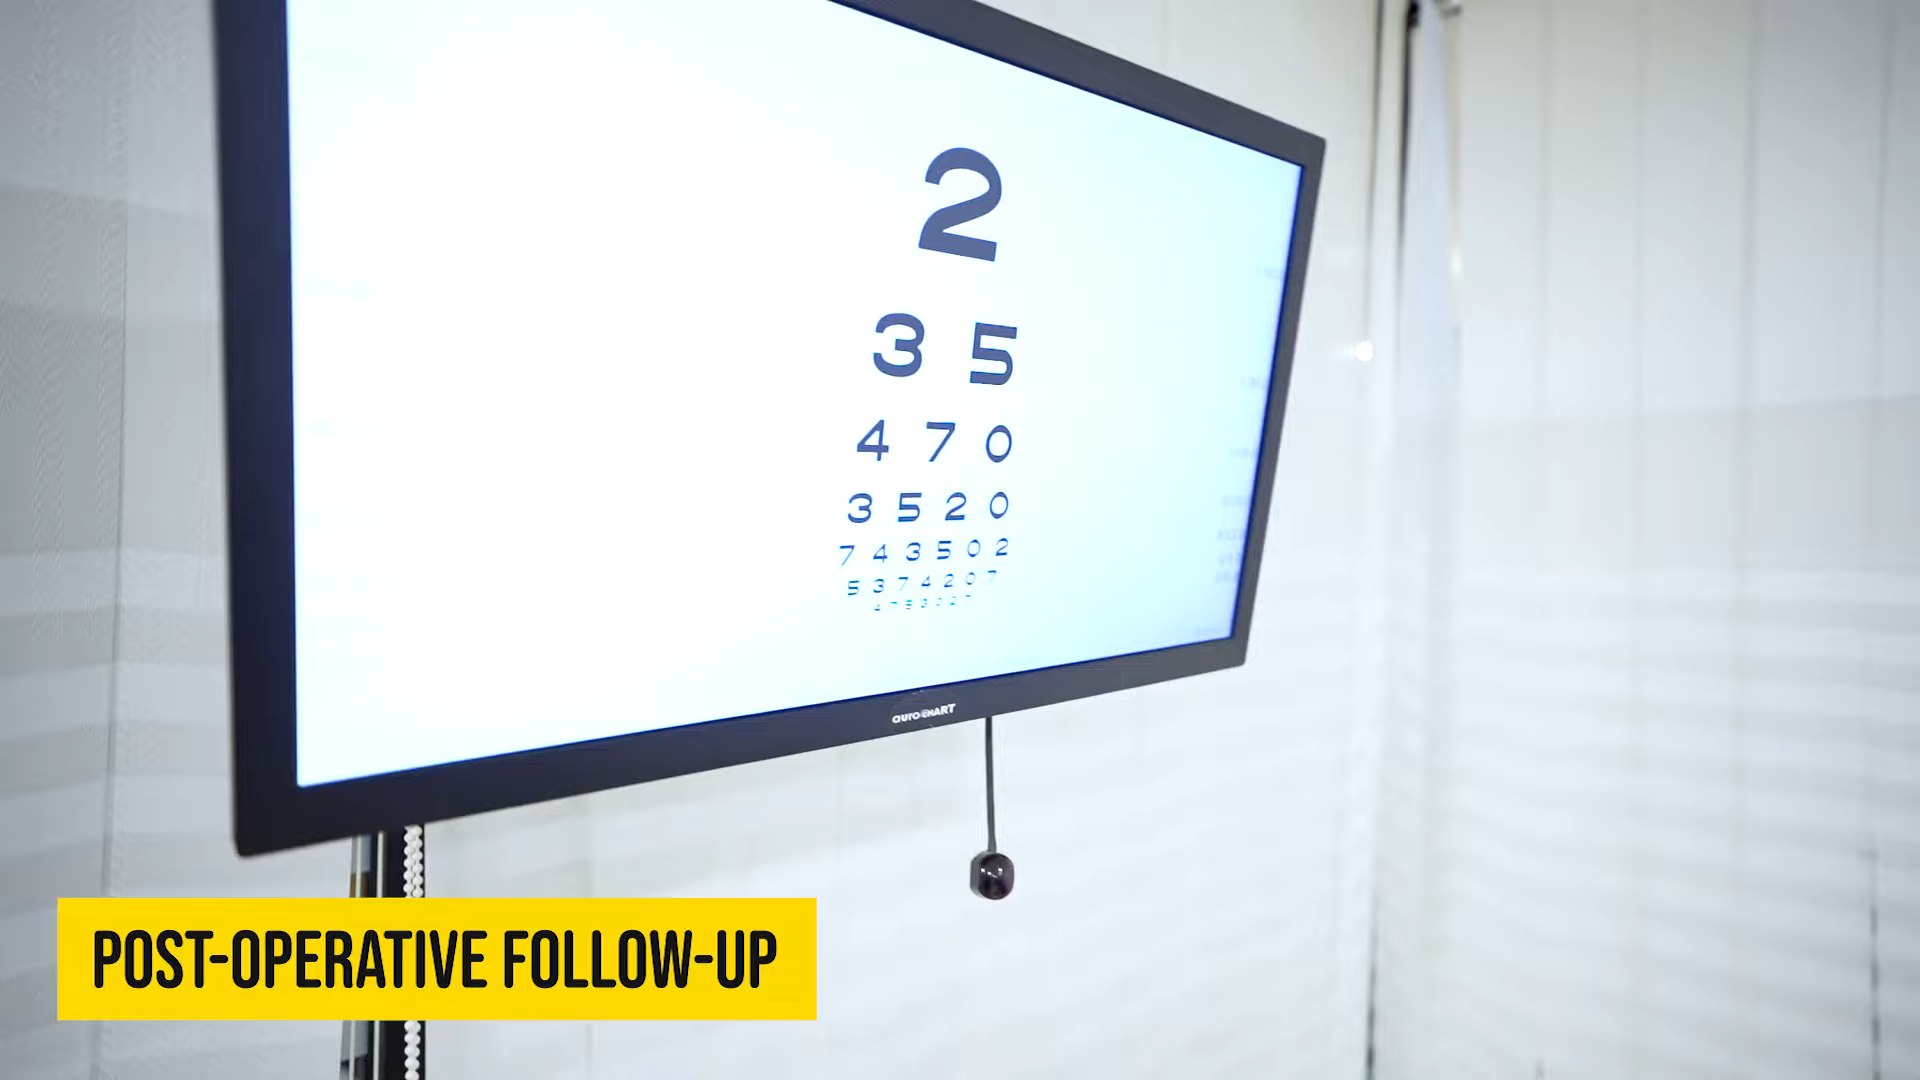 2
3 5
4 7 0
3 5 2 0
7 4 3 5 0 2
5 3 7 4 2 0 7
autoCHART
POST-OPERATIVE FOLLOW-UP